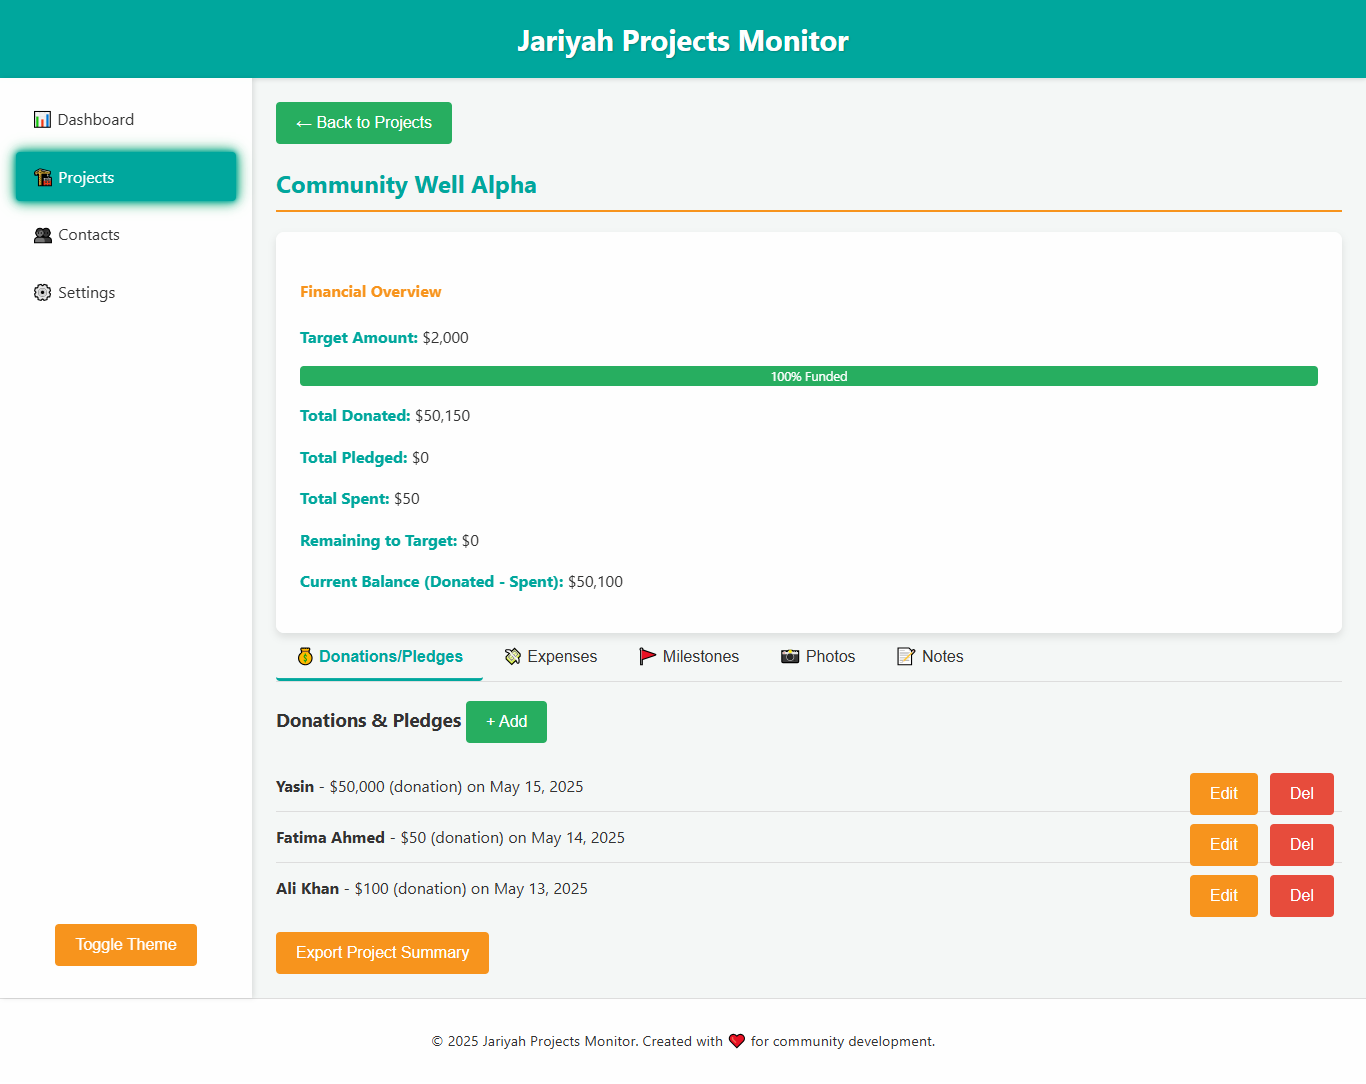 Jariyah Projects Monitor
Dashboard
Projects
Contacts
Settings
Toggle Theme
← Back to Projects
Community Well Alpha
Financial Overview
Target Amount: $2,000
100% Funded
Total Donated: $50,150
Total Pledged: $0
Total Spent: $50
Remaining to Target: $0
Current Balance (Donated - Spent): $50,100
Donations/Pledges Expenses Milestones Photos Notes
Donations & Pledges + Add
Yasin - $50,000 (donation) on May 15, 2025 Edit Del
Fatima Ahmed - $50 (donation) on May 14, 2025 Edit Del
Ali Khan - $100 (donation) on May 13, 2025 Edit Del
Export Project Summary
© 2025 Jariyah Projects Monitor. Created with ❤️ for community development.